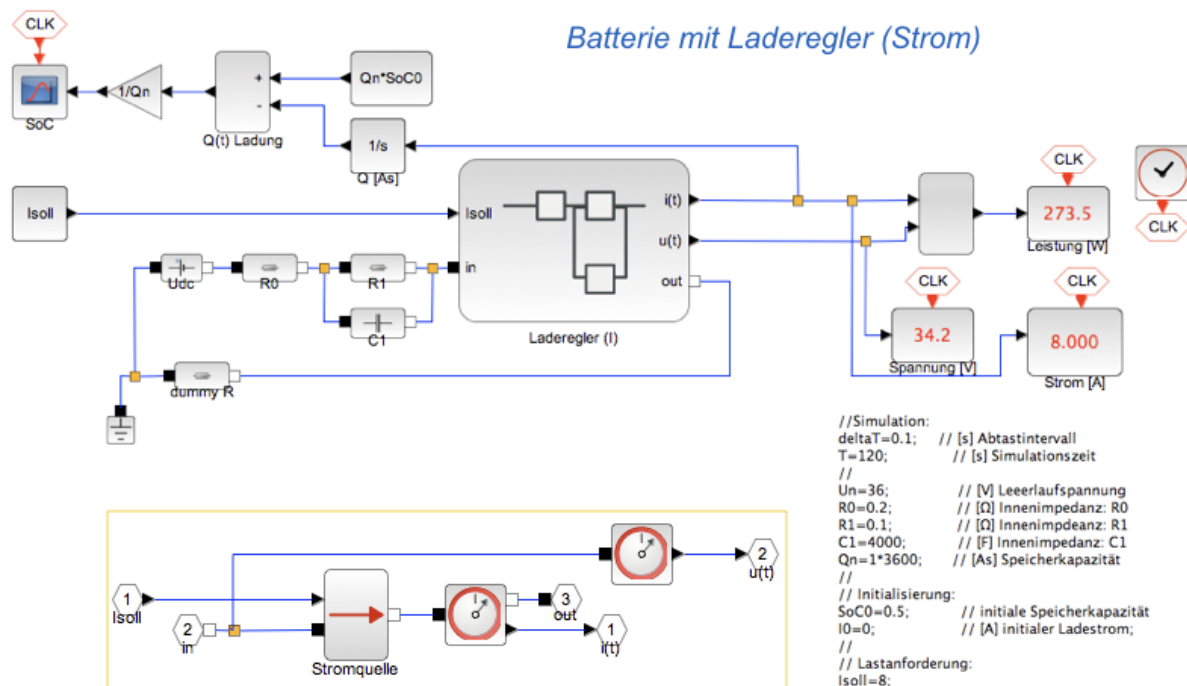 Batterie mit Laderegler (Strom)
CLK
SoC
1/Qn
+
-
Q(t) Ladung
Qn*SoC0
1/s
Q [As]
Isoll
Isoll
in
i(t)
u(t)
out
Laderegler (I)
CLK
273.5
Leistung [W]
CLK
CLK
34.2
Spannung [V]
CLK
8.000
Strom [A]
Udc
R0
R1
C1
dummy R
//Simulation:
deltaT=0.1; // [s] Abtastintervall
T=120; // [s] Simulationszeit
//
Un=36; // [V] Leeerlaufspannung
R0=0.2; // [Ω] Innenimpedanz: R0
R1=0.1; // [Ω] Innenimpdeanz: R1
C1=4000; // [F] Innenimpedanz: C1
Qn=1*3600; // [As] Speicherkapazität
//
// Initialisierung:
SoC0=0.5; // initiale Speicherkapazität
I0=0; // [A] initialer Ladestrom;
//
// Lastanforderung:
Isoll=8;
1
Isoll
2
in
Stromquelle
I
I
3
out
1
i(t)
2
u(t)